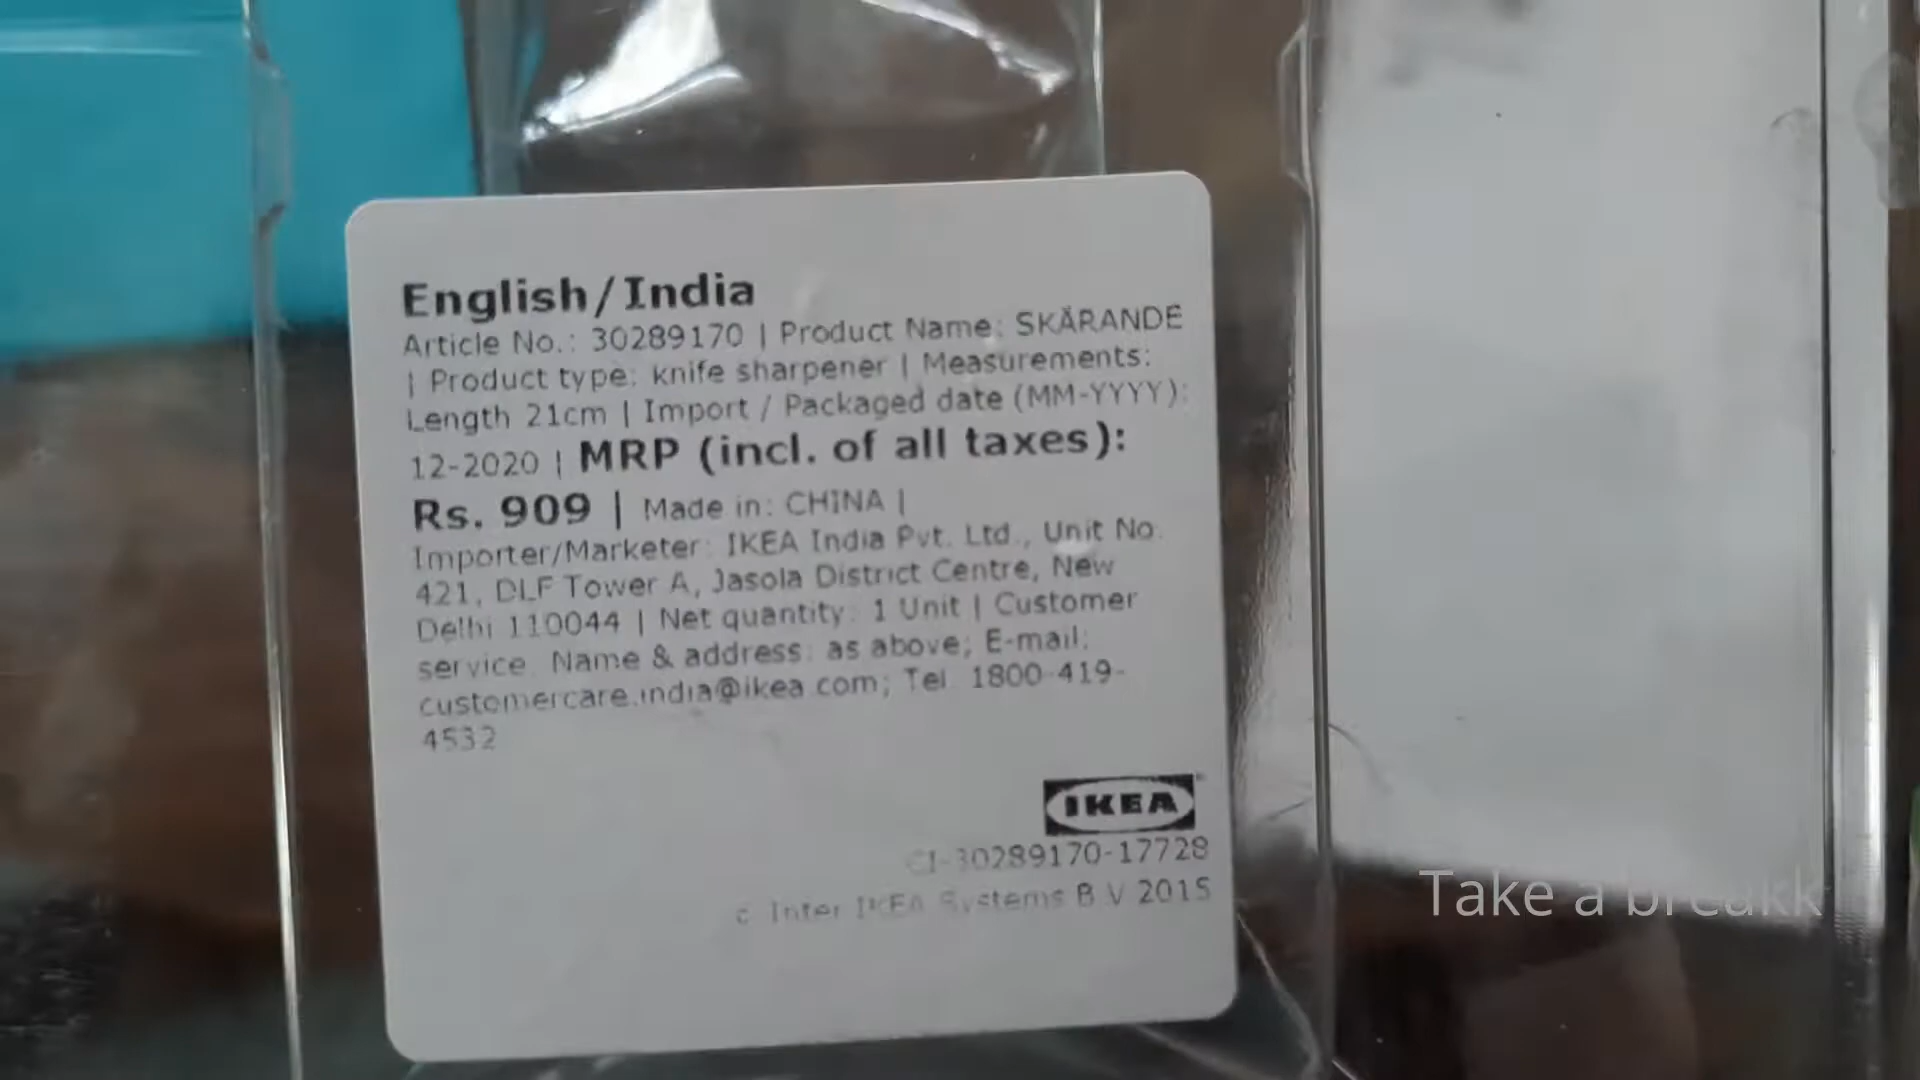 English/India
Article No.: 30289170 | Product Name: SKÄRANDE
| Product type: knife sharpener | Measurements:
Length 21cm | Import / Packaged date (MM-YYYY):
12-2020 | MRP (incl. of all taxes):
Rs. 909 | Made in: CHINA |
Importer/Marketer: IKEA India Pvt. Ltd., Unit No.
421, DLF Tower A, Jasola District Centre, New
Delhi 110044 | Net quantity: 1 Unit | Customer
service. Name & address: as above; E-mail:
customercare.india@ikea.com; Tel. 1800-419-
4532
IKEA
CI-30289170-17728
c Inter IKEA Systems B V 2015
Take a breakk